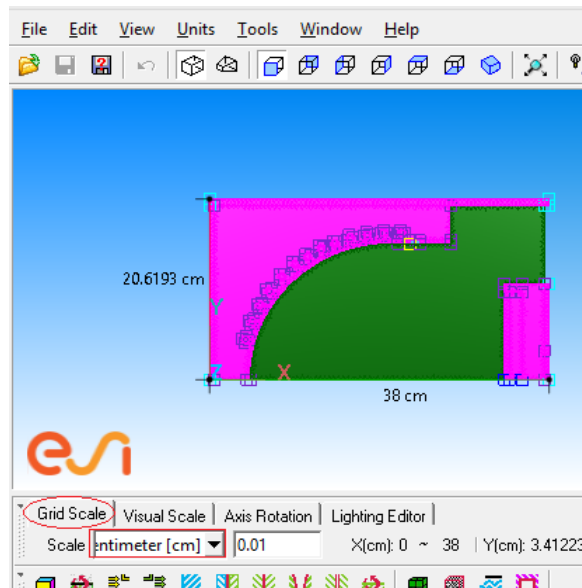 File Edit View Units Tools Window Help
20.6193 cm
Y
Z X
38 cm
esi
Grid Scale Visual Scale Axis Rotation Lighting Editor
Scale entimeter [cm] 0.01 X(cm): 0 ~ 38 Y(cm): 3.41223